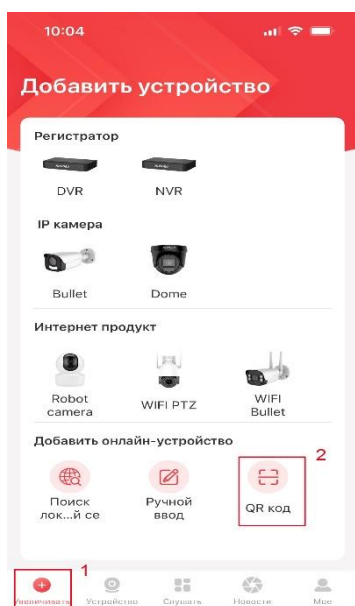 10:04
Добавить устройство
Регистратор
DVR NVR
IP камера
Bullet Dome
Интернет продукт
Robot camera WIFI PTZ WIFI Bullet
Добавить онлайн-устройство
2
Поиск лок...й се Ручной ввод QR код
1
Увеличивать Устройство Слушать Новости Мое